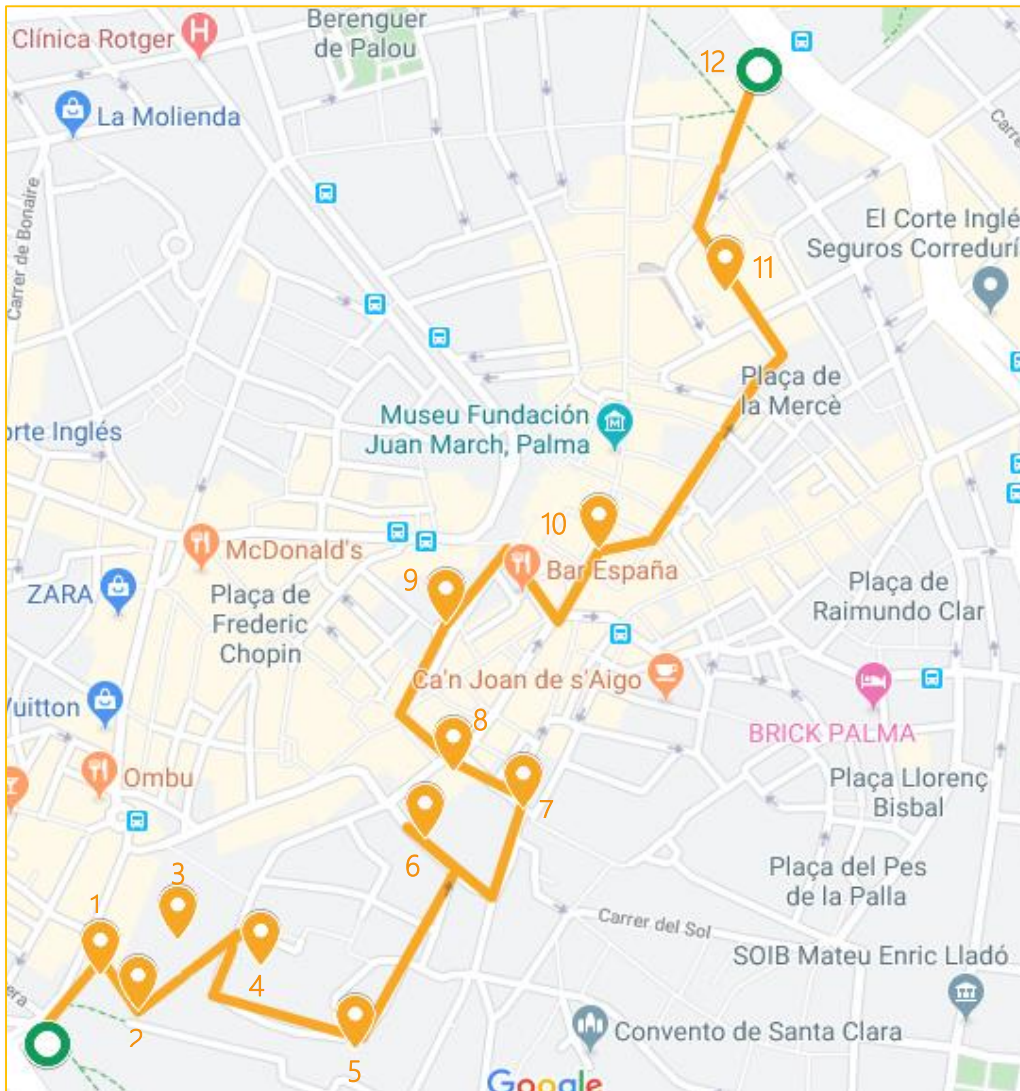 Berenguer
de Palou
Clínica Rotger
12
La Molienda
Carrer de Bonaire
Carre
El Corte Inglé
Seguros Corredurí
11
Plaça de
la Mercè
Museu Fundación
Juan March, Palma
orte Inglés
10
McDonald's
Bar España
9
ZARA
Plaça de
Frederic
Chopin
Plaça de
Raimundo Clar
Ca'n Joan de s'Aigo
Vuitton
8
BRICK PALMA
Ombu
Plaça Llorenç
Bisbal
7
6
3
Plaça del Pes
de la Palla
1
Carrer del Sol
SOIB Mateu Enric Lladó
4
era
2
Convento de Santa Clara
5
Google